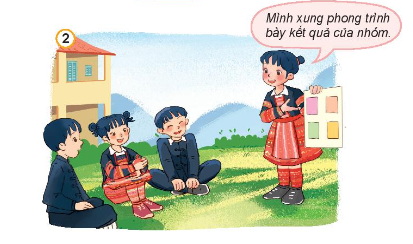 Mình xung phong trình
bày kết quả của nhóm.
2